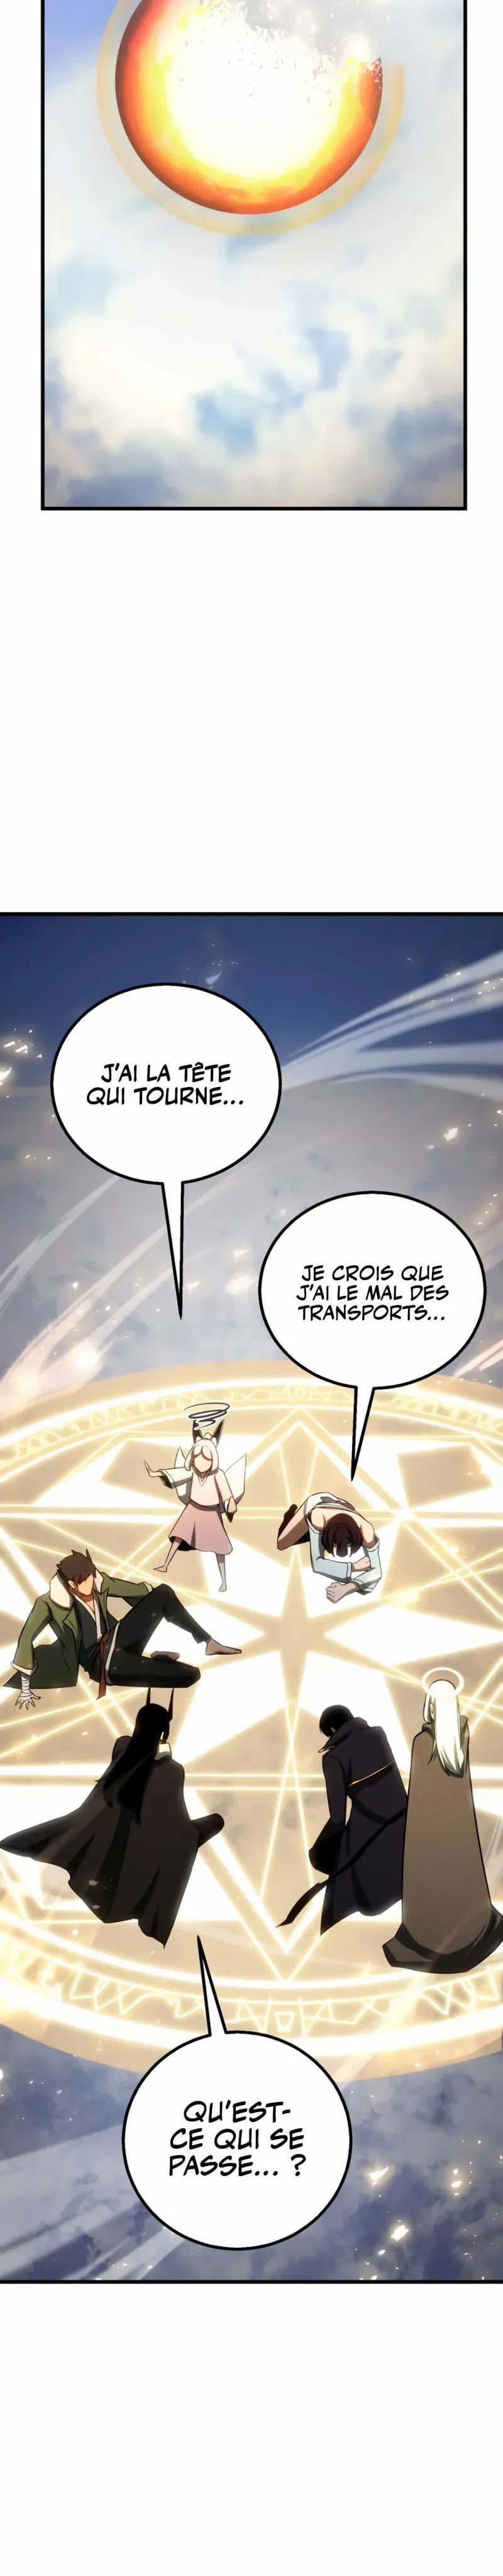 J'AI LA TÊTE
QUI TOURNE...
JE CROIS QUE
J'AI LE MAL DES
TRANSPORTS...
QU'EST-
CE QUI SE
PASSE... ?